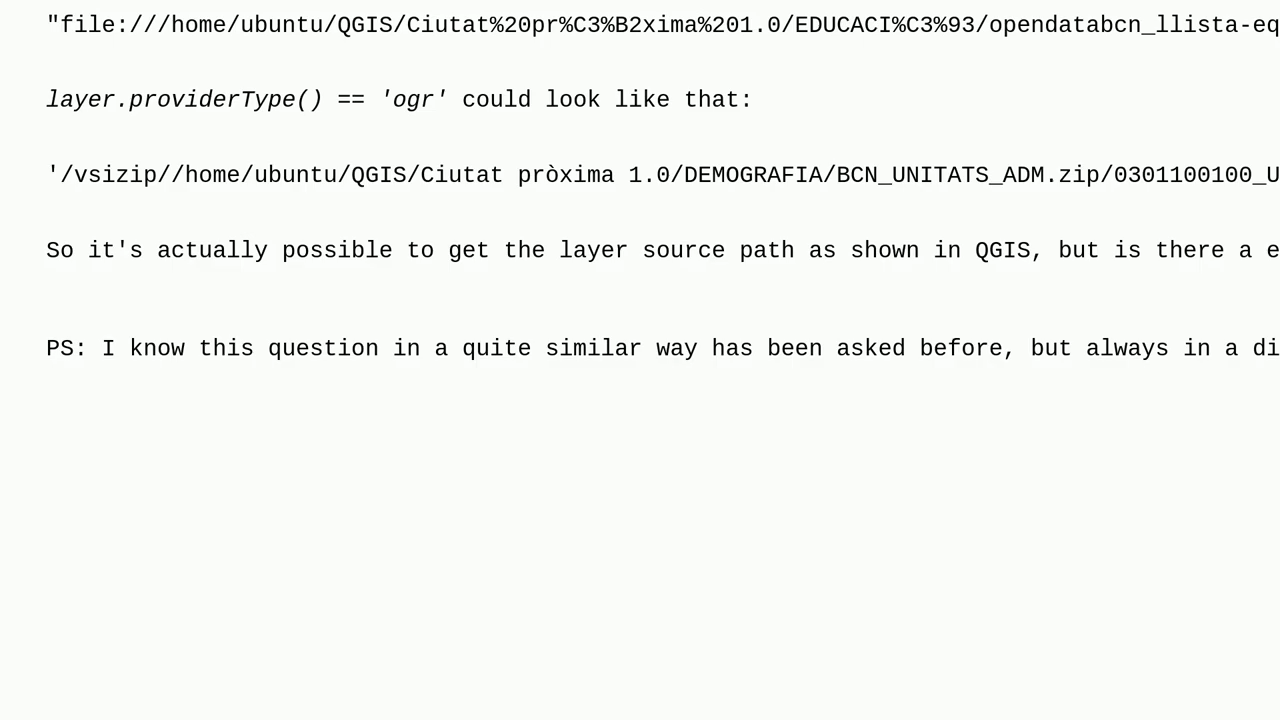 "file:///home/ubuntu/QGIS/Ciutat%20pr%C3%B2xima%201.0/EDUCACI%C3%93/opendatabcn_llista-eq
layer.providerType() == 'ogr' could look like that:
'/vsizip//home/ubuntu/QGIS/Ciutat pròxima 1.0/DEMOGRAFIA/BCN_UNITATS_ADM.zip/0301100100_U
So it's actually possible to get the layer source path as shown in QGIS, but is there a e
PS: I know this question in a quite similar way has been asked before, but always in a di